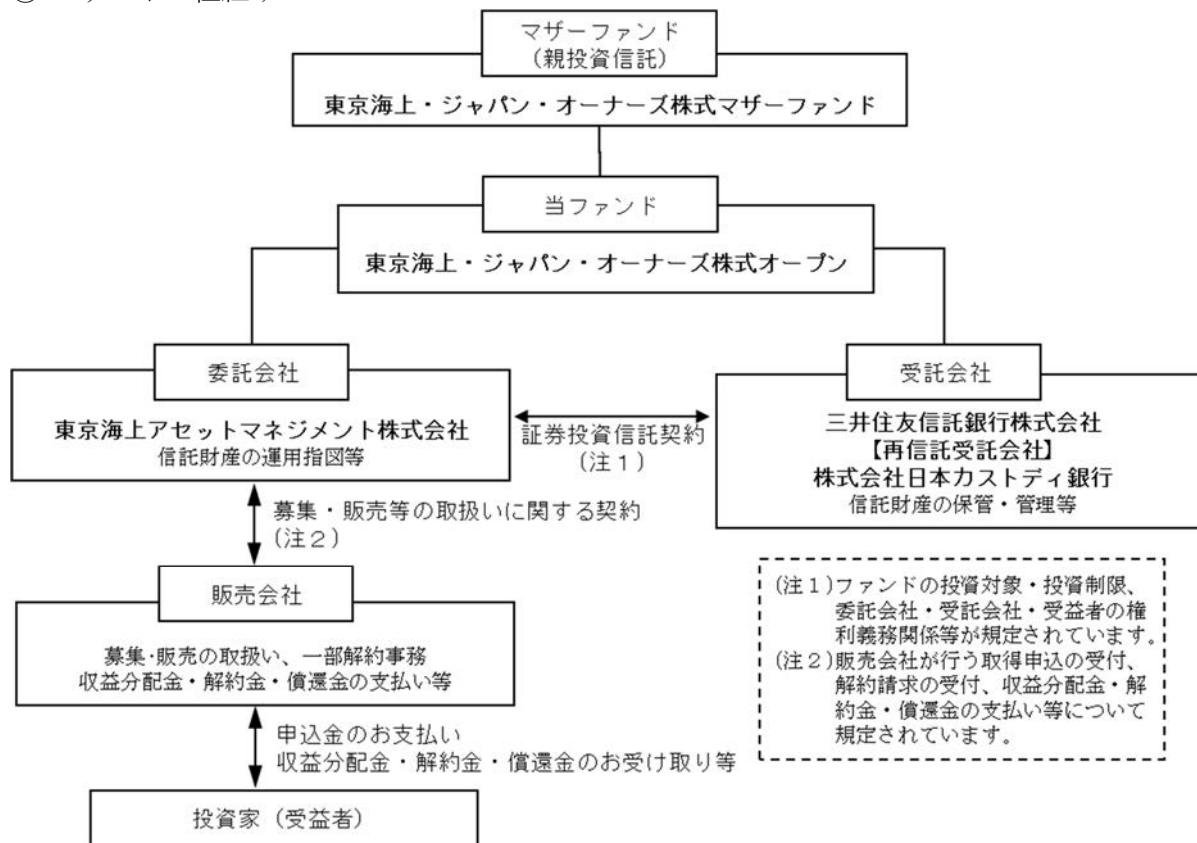 マザーファンド
(親投資信託)
東京海上・ジャパン・オーナーズ株式マザーファンド
当ファンド
東京海上・ジャパン・オーナーズ株式オープン
委託会社
東京海上アセットマネジメント株式会社
信託財産の運用指図等
証券投資信託契約
(注1)
受託会社
三井住友信託銀行株式会社
【再信託受託会社】
株式会社日本カストディ銀行
信託財産の保管・管理等
募集・販売等の取扱いに関する契約
(注2)
販売会社
募集・販売の取扱い、一部解約事務
収益分配金・解約金・償還金の支払い等
(注1)ファンドの投資対象・投資制限、
委託会社・受託会社・受益者の権
利義務関係等が規定されています。
(注2)販売会社が行う取得申込の受付、
解約請求の受付、収益分配金・解
約金・償還金の支払い等について
規定されています。
申込金のお支払い
収益分配金・解約金・償還金のお受け取り等
投資家(受益者)